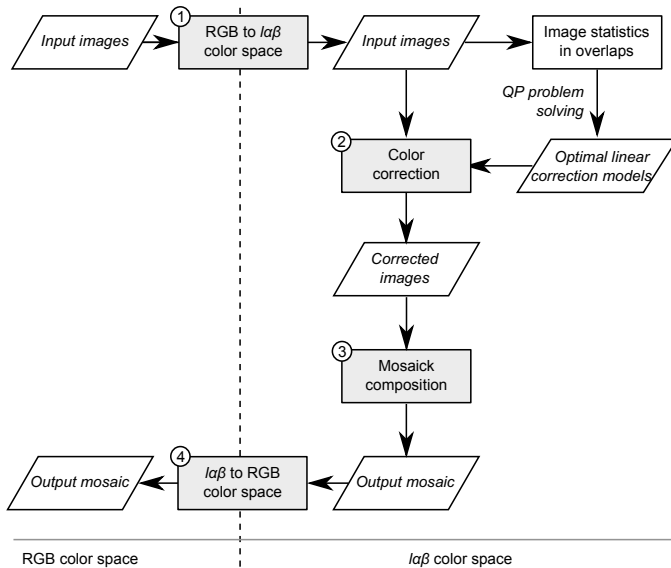 1
Input images
RGB to lαβ
color space
Input images
Image statistics
in overlaps
QP problem
solving
2
Color
correction
Optimal linear
correction models
Corrected
images
3
Mosaick
composition
4
Output mosaic
lαβ to RGB
color space
Output mosaic
RGB color space
lαβ color space